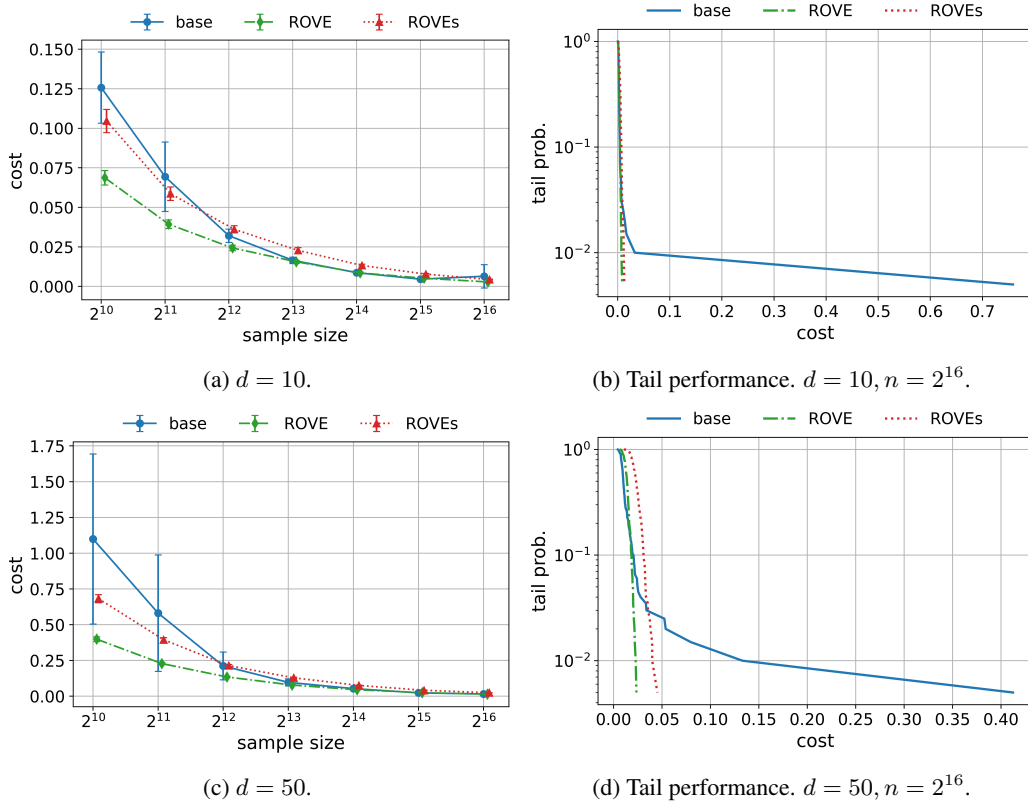 base ROVE ROVEs
0.150
0.125
0.100
0.075
0.050
0.025
0.000
cost
2^10 2^11 2^12 2^13 2^14 2^15 2^16
sample size
(a) d = 10.
base ROVE ROVEs
10^0
10^−1
10^−2
tail prob.
0.0 0.1 0.2 0.3 0.4 0.5 0.6 0.7
cost
(b) Tail performance. d = 10, n = 2^16.
base ROVE ROVEs
1.75
1.50
1.25
1.00
0.75
0.50
0.25
0.00
cost
2^10 2^11 2^12 2^13 2^14 2^15 2^16
sample size
(c) d = 50.
base ROVE ROVEs
10^0
10^−1
10^−2
tail prob.
0.00 0.05 0.10 0.15 0.20 0.25 0.30 0.35 0.40
cost
(d) Tail performance. d = 50, n = 2^16.